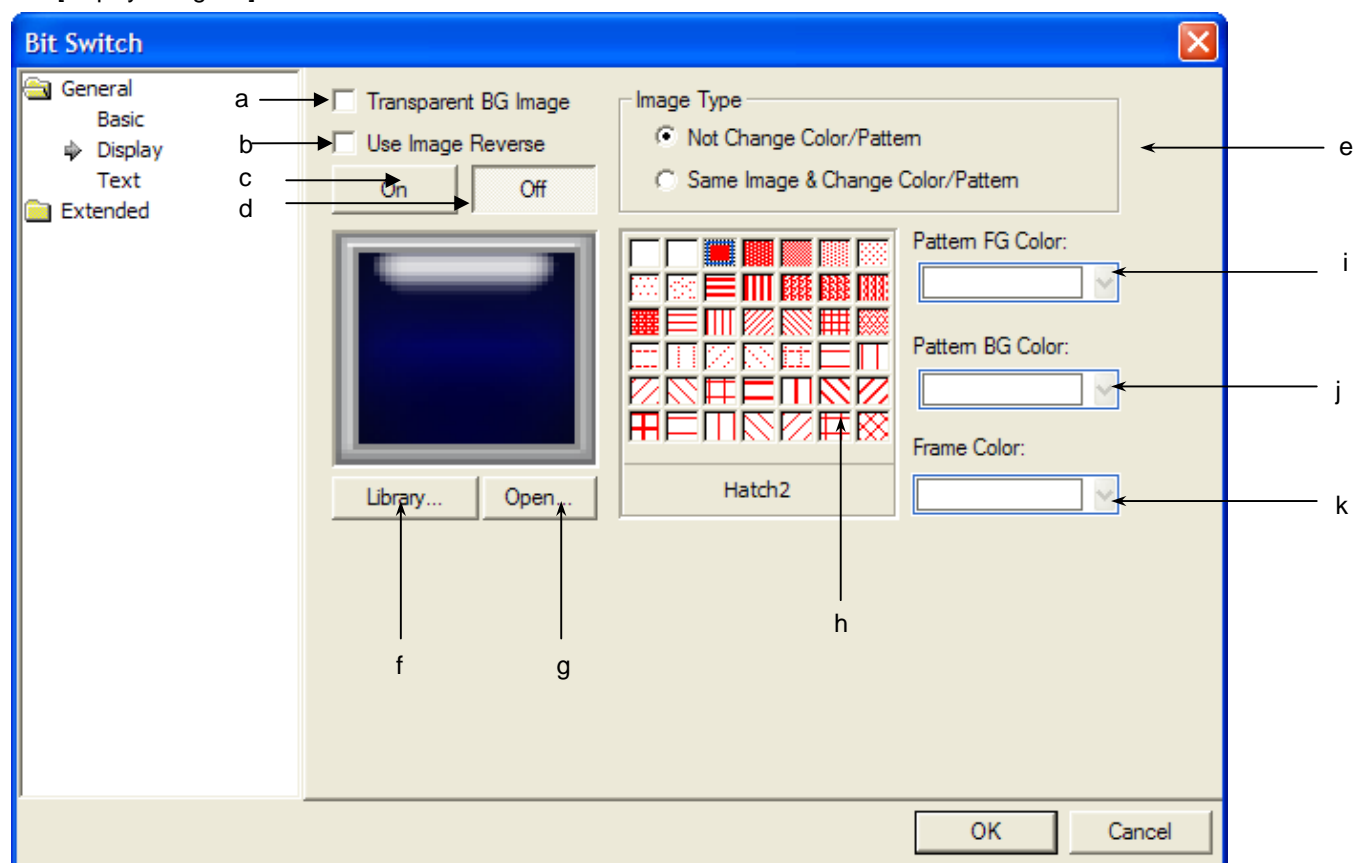 Bit Switch
General
Basic
Display
Text
Extended
a
Transparent BG Image
b
Use Image Reverse
c
On
d
Off
Image Type
Not Change Color/Pattern
Same Image & Change Color/Pattern
e
Pattern FG Color:
i
Pattern BG Color:
j
Frame Color:
k
Hatch2
Library...
Open...
h
f
g
OK
Cancel